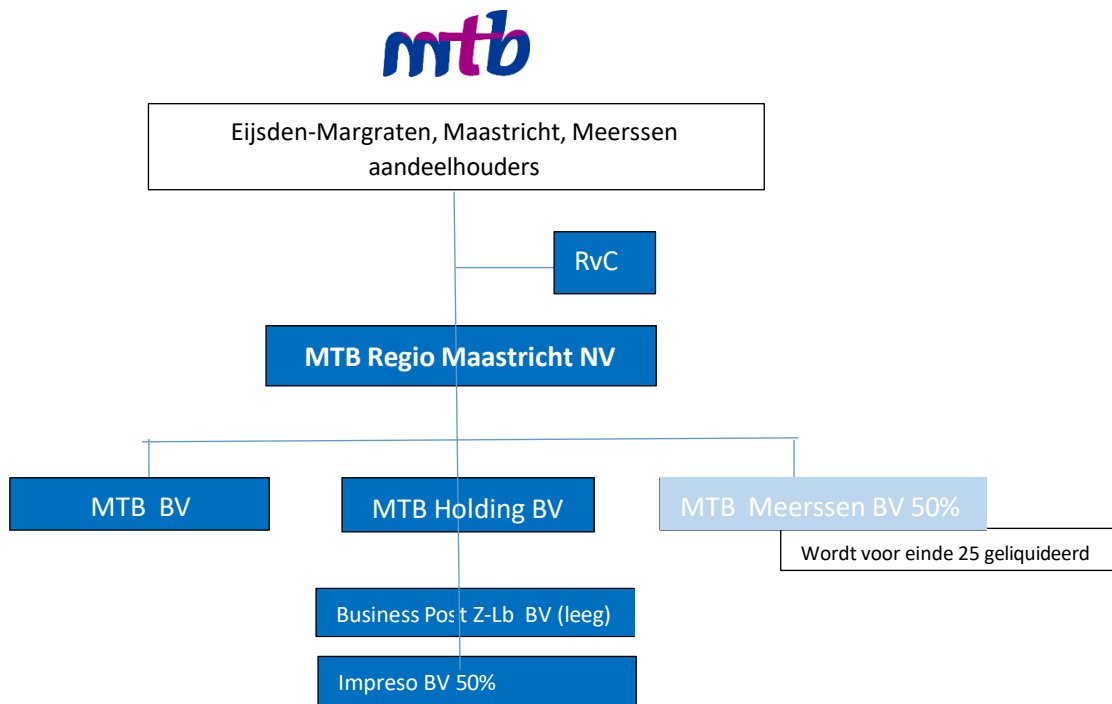 mtb
Eijsden-Margraten, Maastricht, Meerssen
aandeelhouders
RvC
MTB Regio Maastricht NV
MTB BV
MTB Holding BV
MTB Meerssen BV 50%
Wordt voor einde 25 geliquideerd
Business Post Z-Lb BV (leeg)
Impreso BV 50%